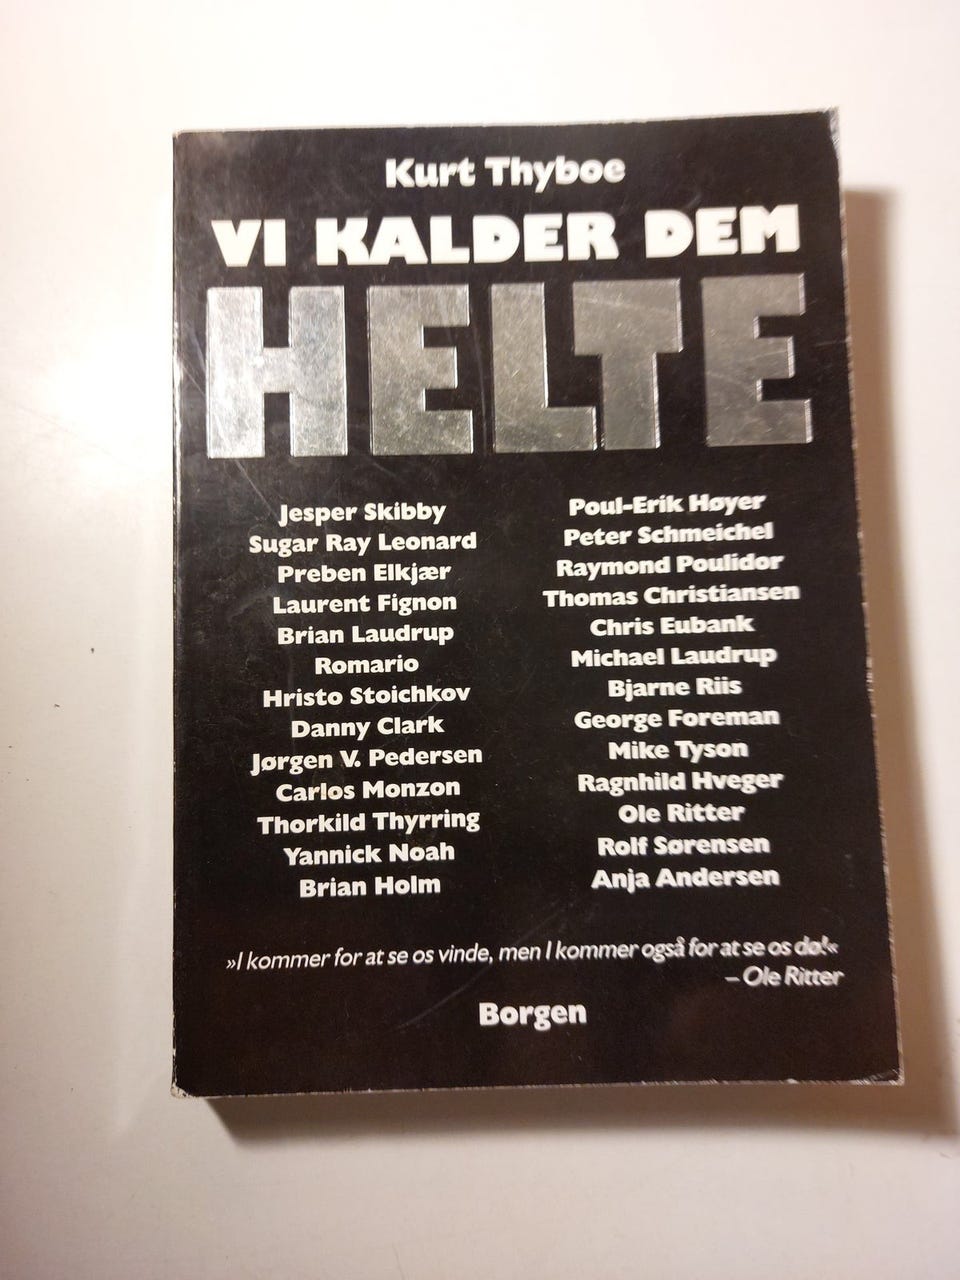 Kurt Thyboe
VI KALDER DEM
HELTE
Jesper Skibby
Sugar Ray Leonard
Preben Elkjær
Laurent Fignon
Brian Laudrup
Romario
Hristo Stoichkov
Danny Clark
Jørgen V. Pedersen
Carlos Monzon
Thorkild Thyrring
Yannick Noah
Brian Holm
Poul-Erik Høyer
Peter Schmeichel
Raymond Poulidor
Thomas Christiansen
Chris Eubank
Michael Laudrup
Bjarne Riis
George Foreman
Mike Tyson
Ragnhild Hveger
Ole Ritter
Rolf Sørensen
Anja Andersen
»I kommer for at se os vinde, men I kommer også for at se os dø!«
– Ole Ritter
Borgen